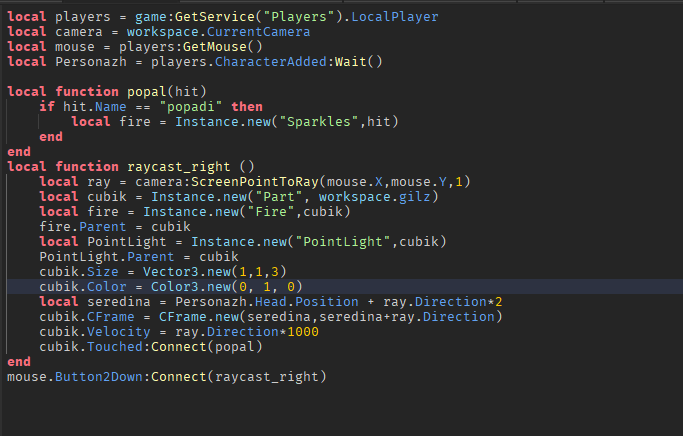 local players = game:GetService("Players").LocalPlayer
local camera = workspace.CurrentCamera
local mouse = players:GetMouse()
local Personazh = players.CharacterAdded:Wait()

local function popal(hit)
    if hit.Name == "popadi" then
        local fire = Instance.new("Sparkles",hit)
    end
end
local function raycast_right ()
    local ray = camera:ScreenPointToRay(mouse.X,mouse.Y,1)
    local cubik = Instance.new("Part", workspace.gilz)
    local fire = Instance.new("Fire",cubik)
    fire.Parent = cubik
    local PointLight = Instance.new("PointLight",cubik)
    PointLight.Parent = cubik
    cubik.Size = Vector3.new(1,1,3)
    cubik.Color = Color3.new(0, 1, 0)
    local seredina = Personazh.Head.Position + ray.Direction*2
    cubik.CFrame = CFrame.new(seredina,seredina+ray.Direction)
    cubik.Velocity = ray.Direction*1000
    cubik.Touched:Connect(popal)
end
mouse.Button2Down:Connect(raycast_right)